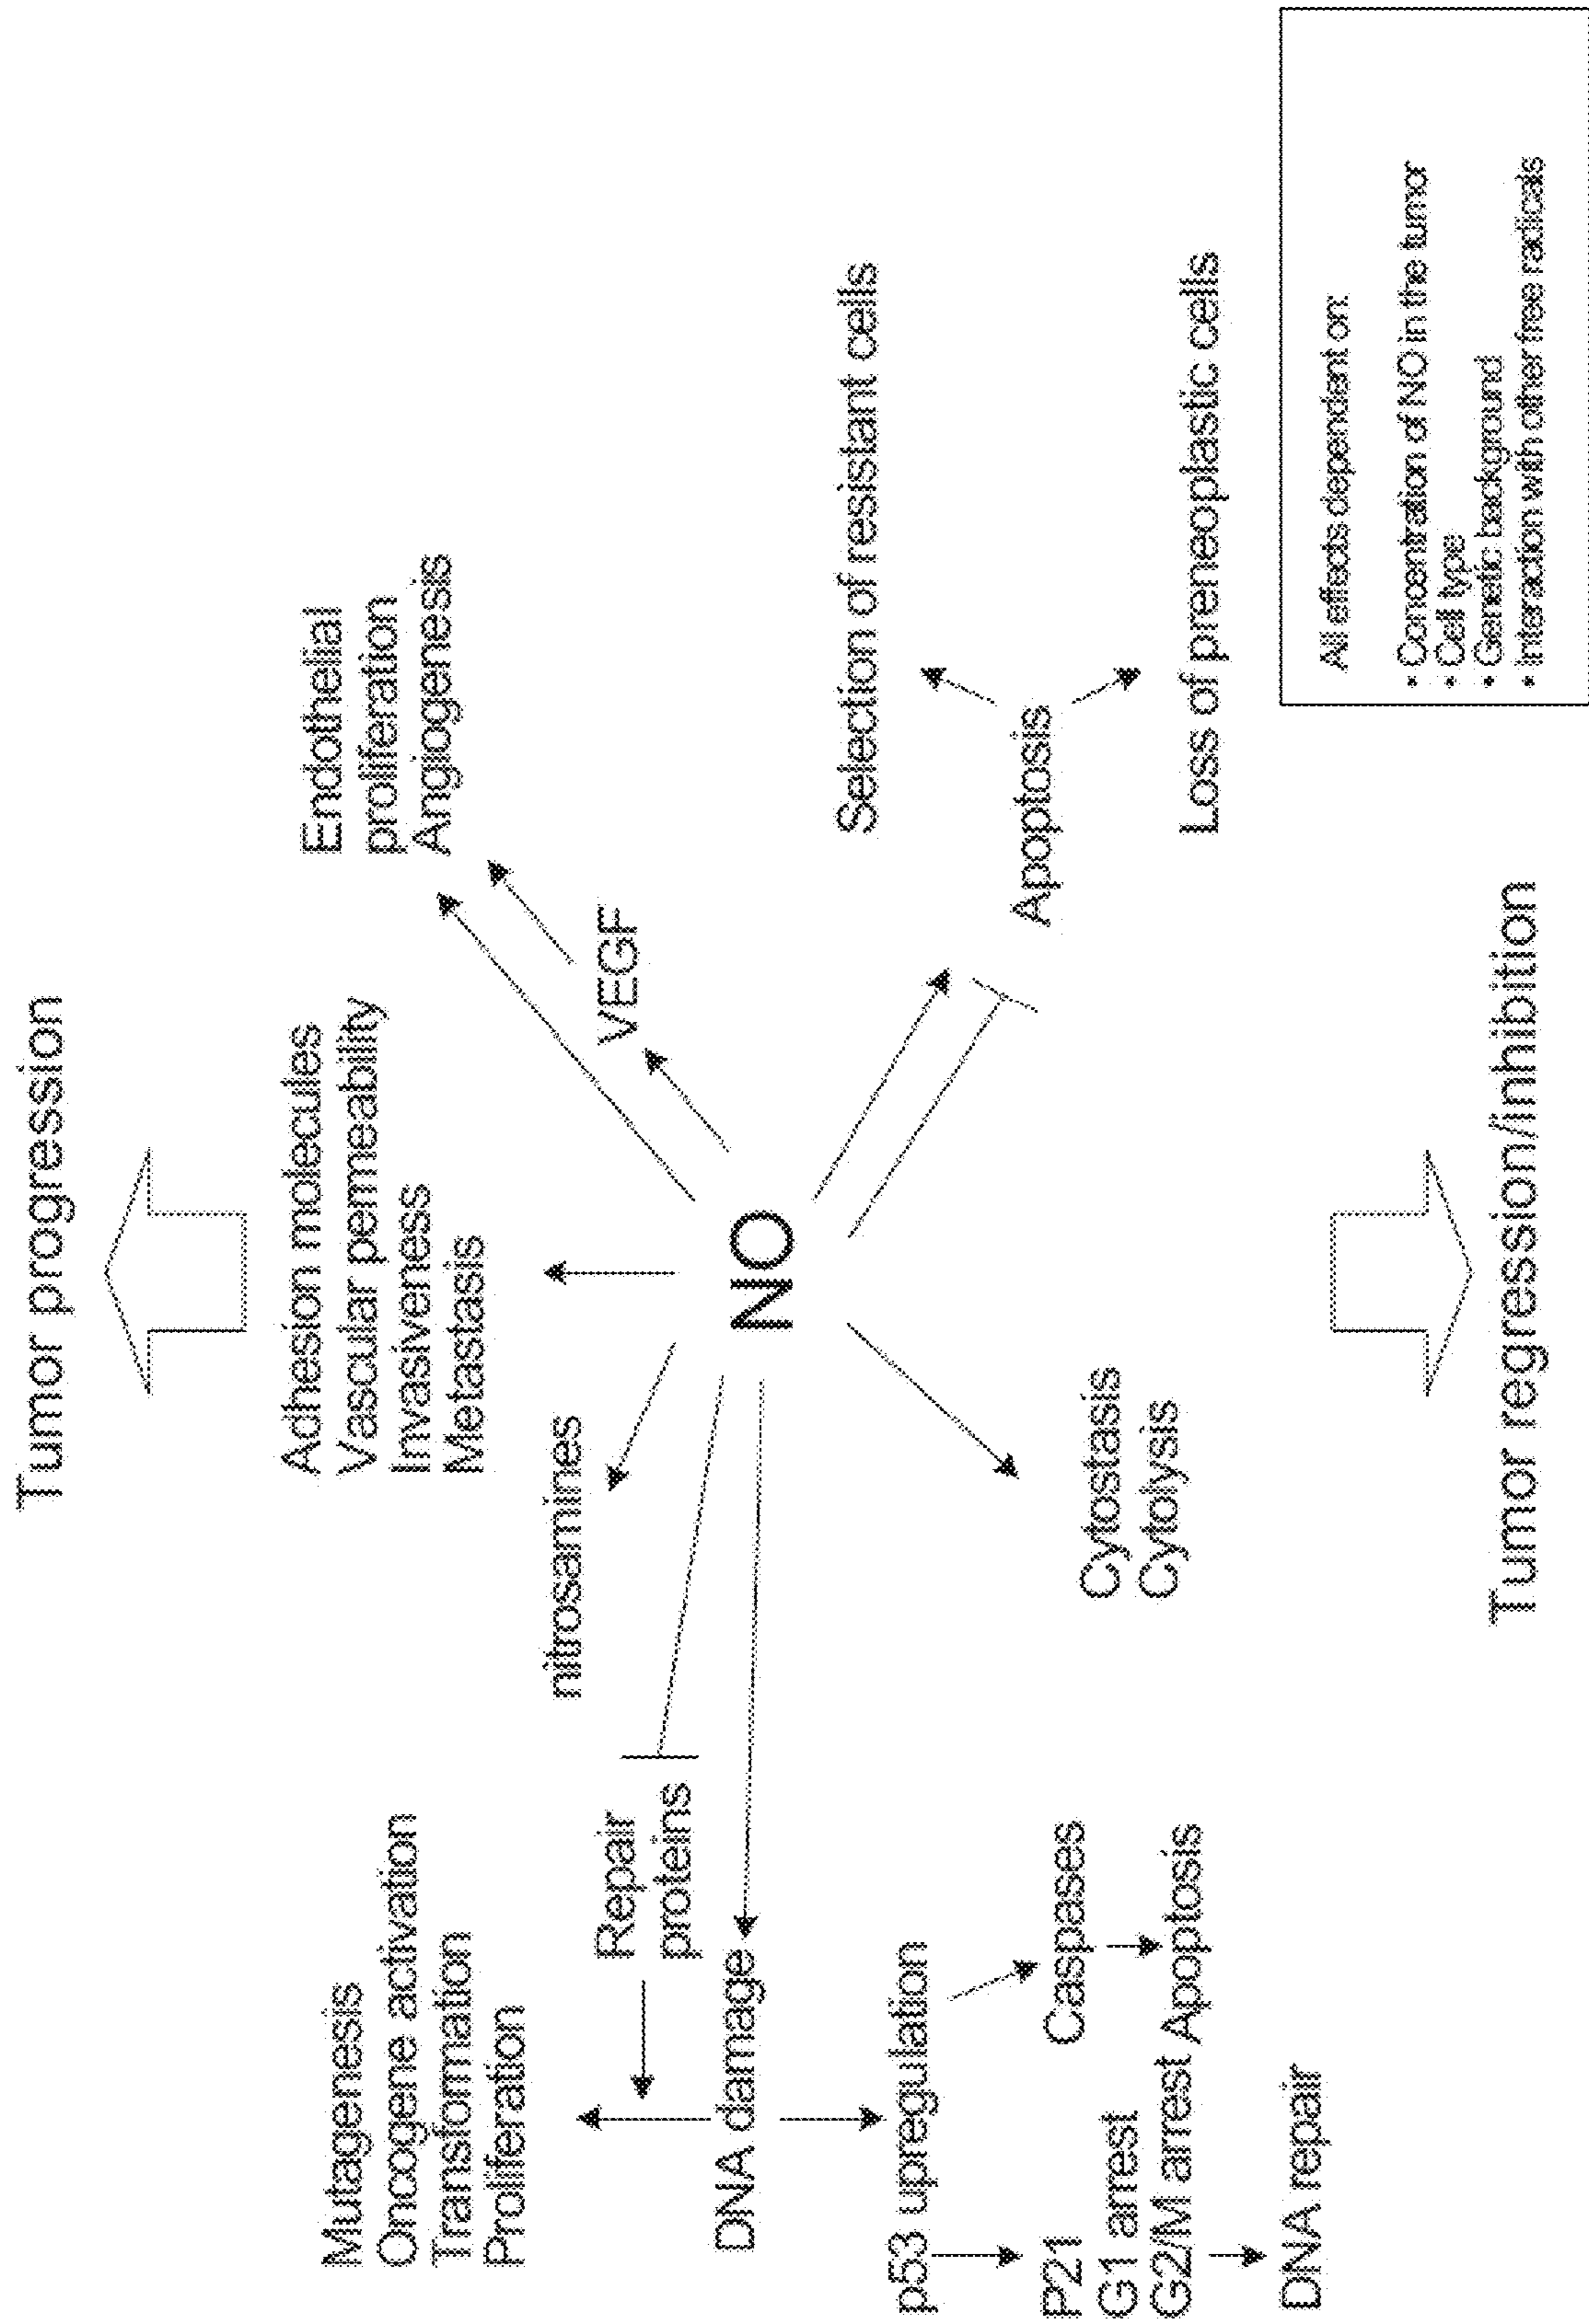 Tumor progression
Mutagenesis
Oncogene activation
Transformation
Proliferation
Adhesion molecules
Vascular permeability
Invasiveness
Metastasis
Endothelial
proliferation
Angiogenesis
nitrosamines
VEGF
Repair
proteins
DNA damage
NO
p53 upregulation
Selection of resistant cells
P21
G1 arrest
G2/M arrest
Caspases
Apoptosis
DNA repair
Cytostasis
Cytolysis
Apoptosis
Loss of preneoplastic cells
Tumor regression/inhibition
All effects dependent on:
• Concentration of NO in the tumor
• Cell type
• Genetic background
• Interaction with other free radicals